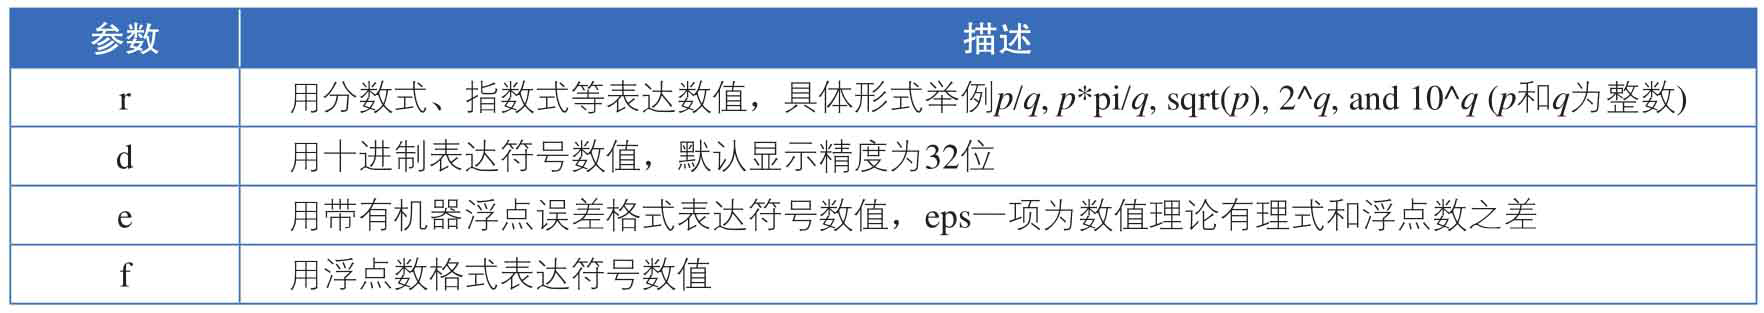 参数 描述
r 用分数式、指数式等表达数值，具体形式举例p/q, p*pi/q, sqrt(p), 2^q, and 10^q (p和q为整数)
d 用十进制表达符号数值，默认显示精度为32位
e 用带有机器浮点误差格式表达符号数值，eps一项为数值理论有理式和浮点数之差
f 用浮点数格式表达符号数值